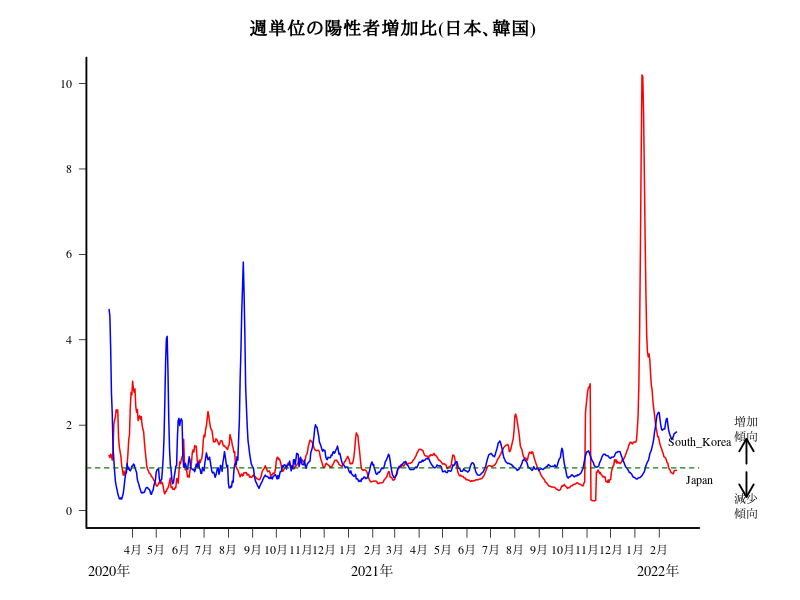 週単位の陽性者増加比(日本、韓国)
10
8
6
4
2
0
増加
傾向
South_Korea
Japan
減少
傾向
4月 5月 6月 7月 8月 9月 10月 11月 12月 1月 2月 3月 4月 5月 6月 7月 8月 9月 10月 11月 12月 1月 2月
2020年 2021年 2022年